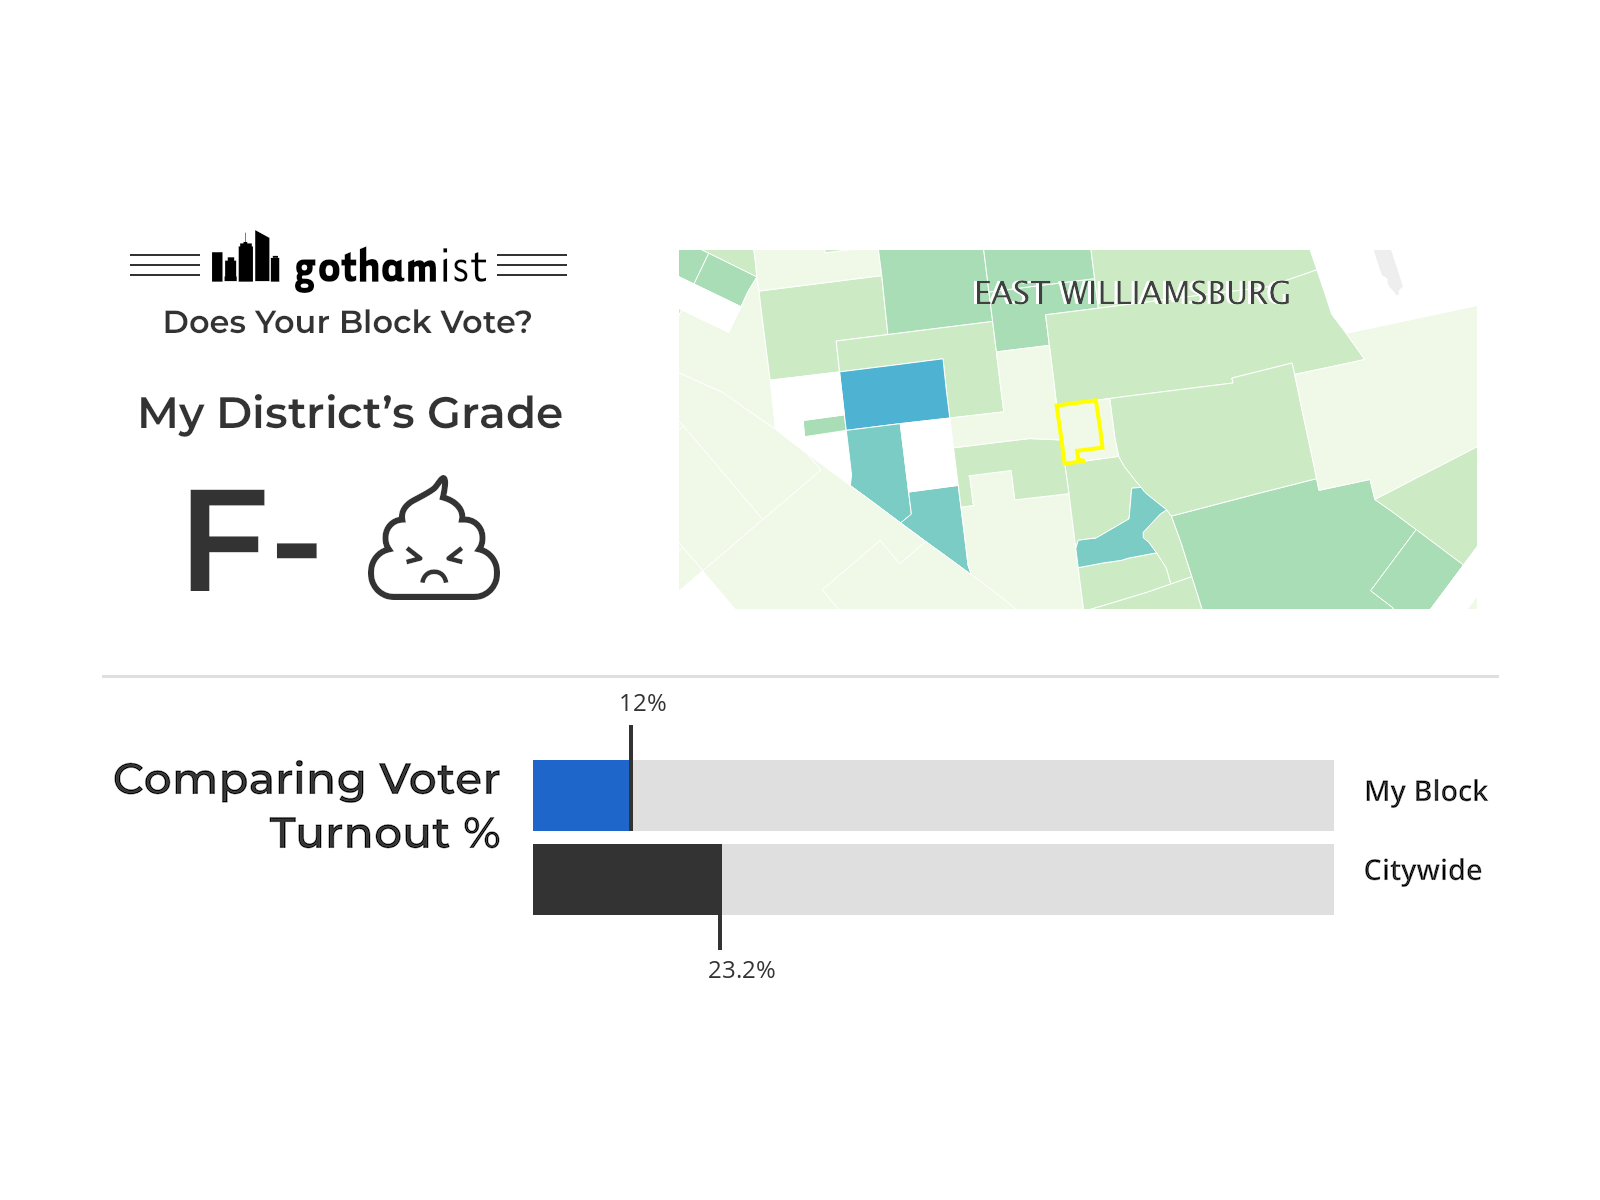 gothamist
Does Your Block Vote?
My District's Grade
F-
EAST WILLIAMSBURG
12%
Comparing Voter
Turnout %
My Block
Citywide
23.2%